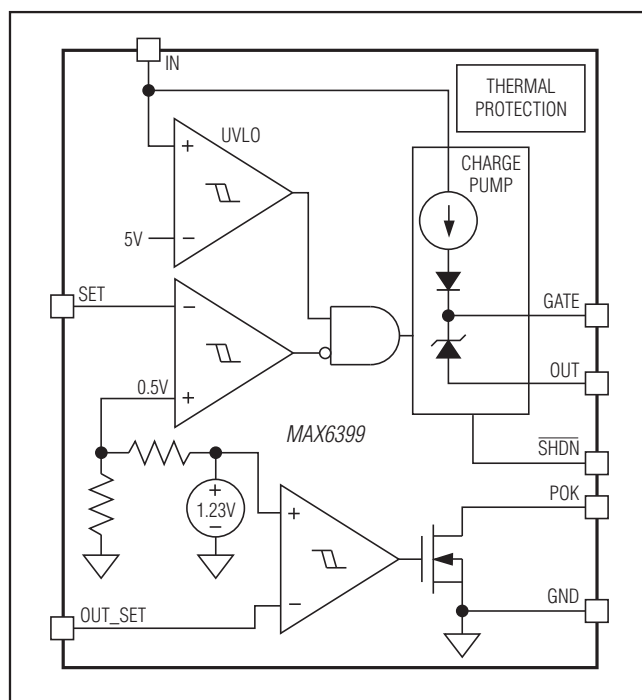 IN
THERMAL
PROTECTION
UVLO
CHARGE
PUMP
+
5V
−
SET
−
GATE
OUT
0.5V
+
MAX6399
SHDN
POK
+
1.23V
−
+
OUT_SET
−
GND